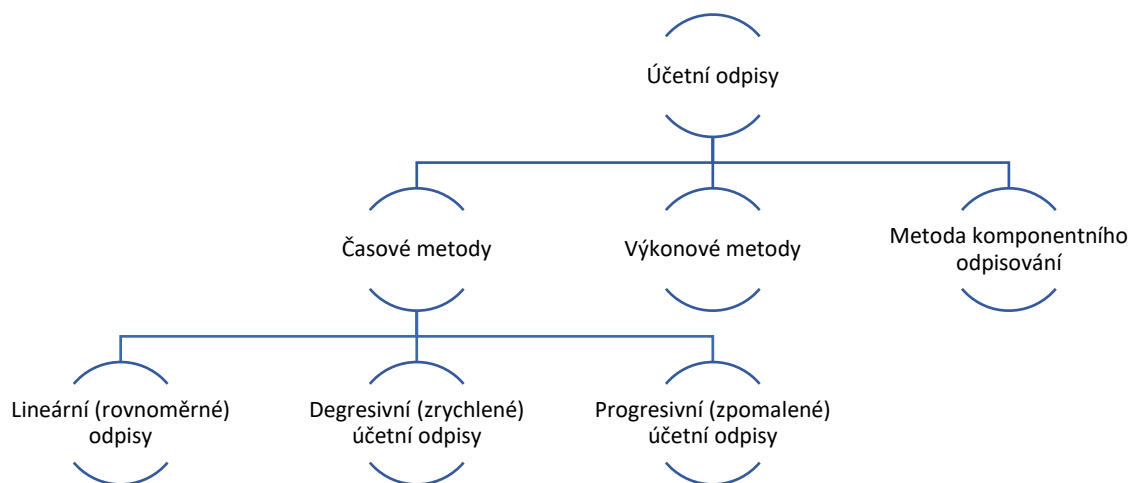 Účetní odpisy
Časové metody
Výkonové metody
Metoda komponentního
odpisování
Lineární (rovnoměrné)
odpisy
Degresivní (zrychlené)
účetní odpisy
Progresivní (zpomalené)
účetní odpisy